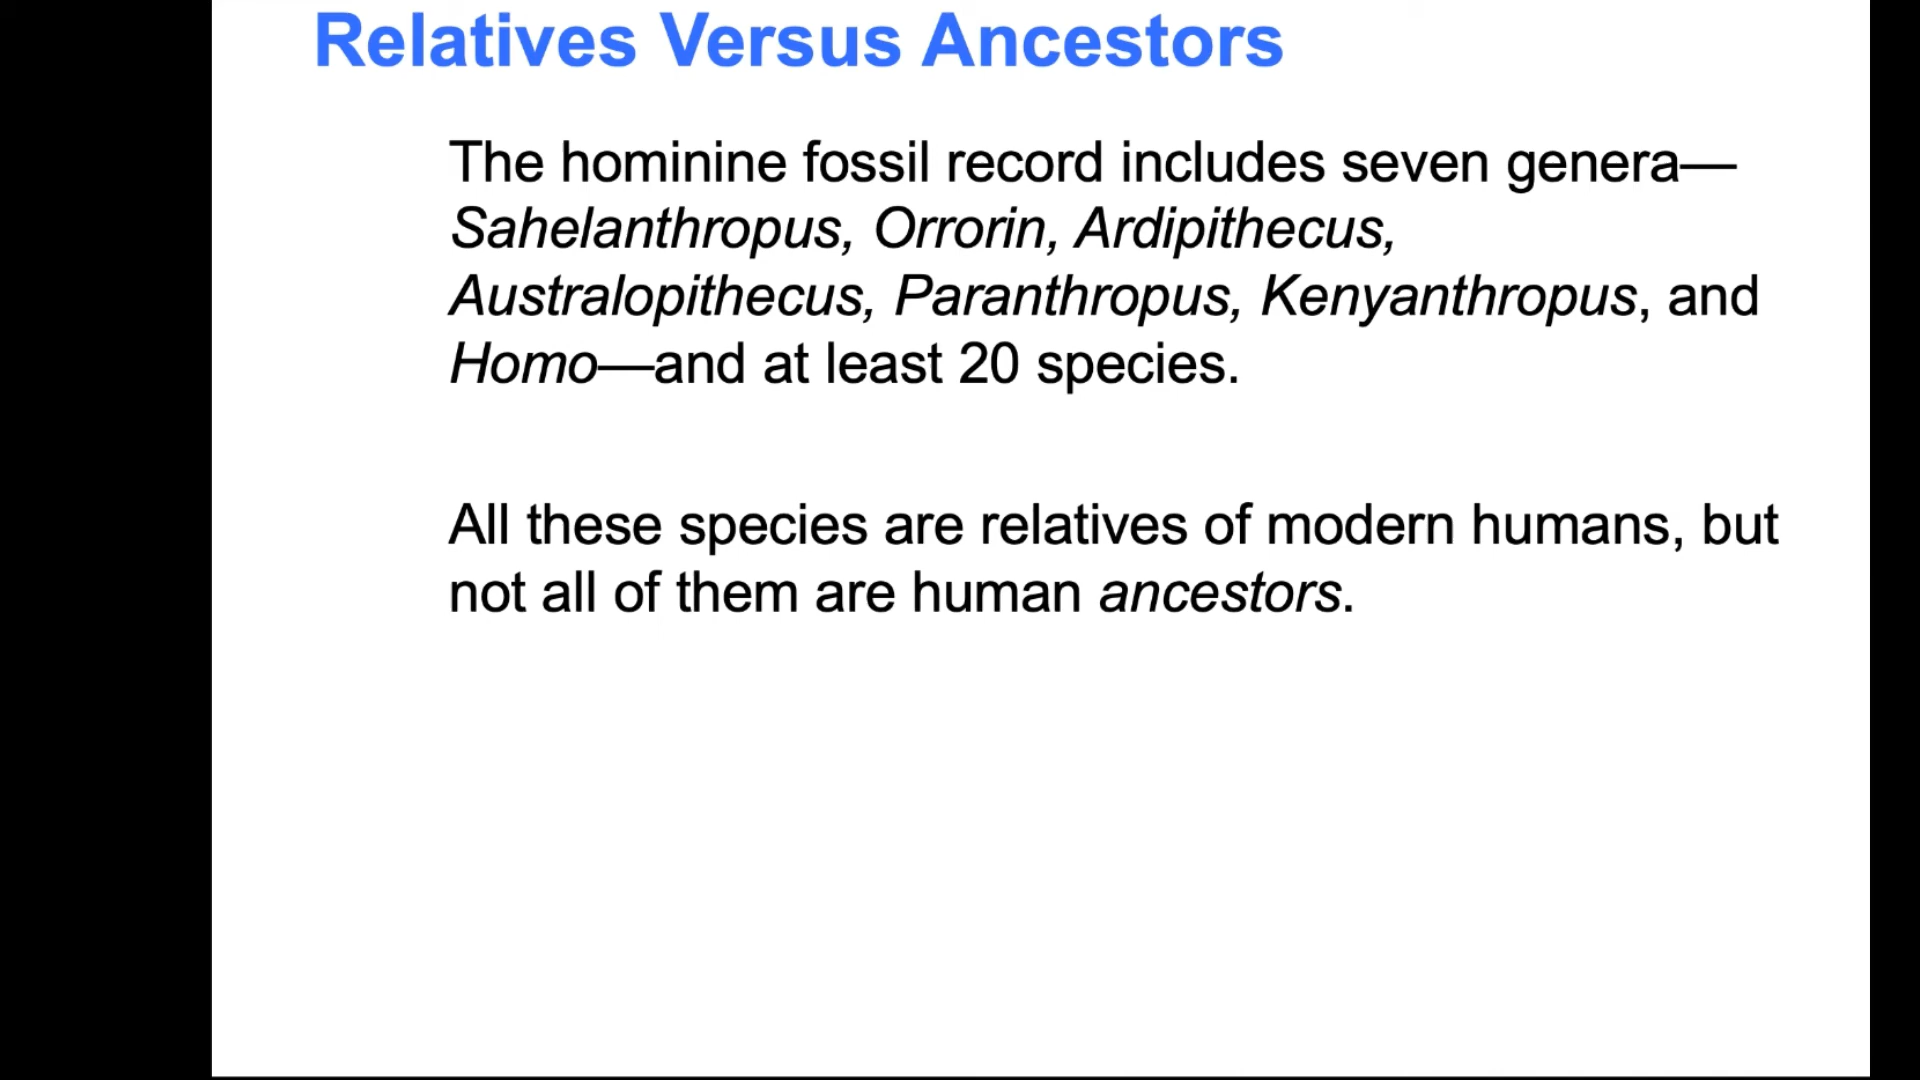 Relatives Versus Ancestors
The hominine fossil record includes seven genera—
Sahelanthropus, Orrorin, Ardipithecus,
Australopithecus, Paranthropus, Kenyanthropus, and
Homo—and at least 20 species.
All these species are relatives of modern humans, but
not all of them are human ancestors.